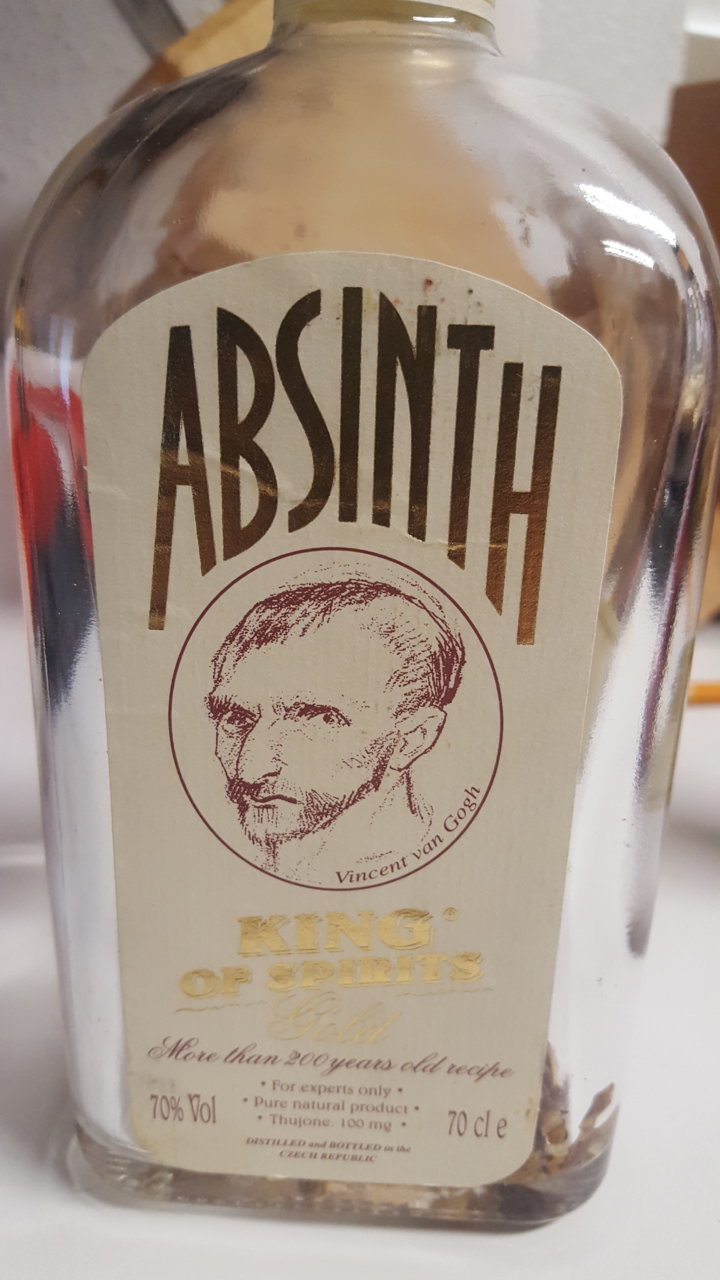 ABSINTH
Vincent van Gogh
KING®
OF SPIRITS
Gold
More than 200 years old recipe
• For experts only •
70% Vol
• Pure natural product •
• Thujone: 100 mg •
70 cl e
DISTILLED and BOTTLED in the
CZECH REPUBLIC